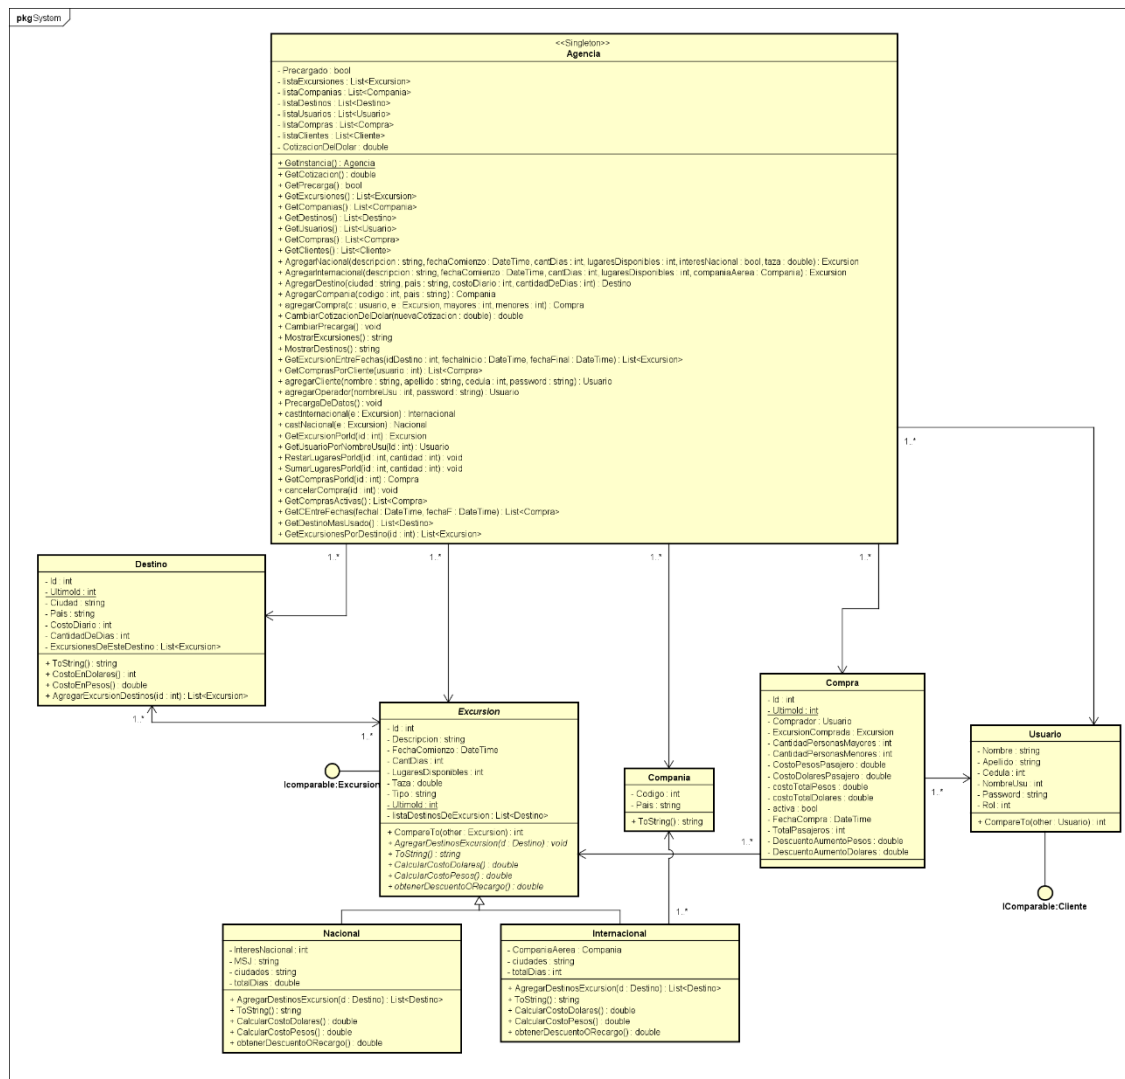 pkg System
<<Singleton>>
Agencia
- Precargado : bool
- listaExcursiones : List<Excursion>
- listaCompanias : List<Compania>
- listaDestinos : List<Destino>
- listaUsuarios : List<Usuario>
- listaCompras : List<Compra>
- listaClientes : List<Cliente>
- CotizacionDelDolar : double
+ GetInstancia() : Agencia
+ GetCotizacion() : double
+ GetPrecarga() : bool
+ GetExcursiones() : List<Excursion>
+ GetCompanias() : List<Compania>
+ GetDestinos() : List<Destino>
+ GetUsuarios() : List<Usuario>
+ GetCompras() : List<Compra>
+ GetClientes() : List<Cliente>
+ AgregarNacional(descripcion : string, fechaComienzo : DateTime, cantDias : int, lugaresDisponibles : int, interesNacional : bool, taza : double) : Excursion
+ AgregarInternacional(descripcion : string, fechaComienzo : DateTime, cantDias : int, lugaresDisponibles : int, companiaAerea : Compania) : Excursion
+ AgregarDestino(ciudad : string, pais : string, costoDiario : int, cantidadDeDias : int) : Destino
+ AgregarCompania(codigo : int, pais : string) : Compania
+ agregarCompra(c : usuario, e : Excursion, mayores : int, menores : int) : Compra
+ CambiarCotizacionDelDolar(nuevaCotizacion : double) : double
+ CambiarPrecarga() : void
+ MostrarExcursiones() : string
+ MostrarDestinos() : string
+ GetExcursionEntreFechas(idDestino : int, fechaInicio : DateTime, fechaFinal : DateTime) : List<Excursion>
+ GetComprasPorCliente(usuario : int) : List<Compra>
+ agregarCliente(nombre : string, apellido : string, cedula : int, password : string) : Usuario
+ agregarOperador(nombreUsu : int, password : string) : Usuario
+ PrecargaDeDatos() : void
+ castInternacional(e : Excursion) : Internacional
+ castNacional(e : Excursion) : Nacional
+ GetExcursionPorId(id : int) : Excursion
+ GetUsuarioPorNombreUsu(Id : int) : Usuario
+ RestarLugaresPorId(id : int, cantidad : int) : void
+ SumarLugaresPorId(id : int, cantidad : int) : void
+ GetComprasPorId(id : int) : Compra
+ cancelarCompra(id : int) : void
+ GetComprasActivas() : List<Compra>
+ GetCEntreFechas(fechaI : DateTime, fechaF : DateTime) : List<Compra>
+ GetDestinoMasUsado() : List<Destino>
+ GetExcursionesPorDestino(id : int) : List<Excursion>
1..*
1..*
1..*
1..*
1..*
Destino
- Id : int
- UltimoId : int
- Ciudad : string
- Pais : string
- CostoDiario : int
- CantidadDeDias : int
- ExcursionesDeEsteDestino : List<Excursion>
+ ToString() : string
+ CostoEnDolares() : int
+ CostoEnPesos() : double
+ AgregarExcursionDestinos(id : int) : List<Excursion>
1..*
1..*
Excursion
- Id : int
- Descripcion : string
- FechaComienzo : DateTime
- CantDias : int
- LugaresDisponibles : int
- Taza : double
- Tipo : string
- UltimoId : int
- listaDestinosDeExcursion : List<Destino>
+ CompareTo(other : Excursion) : int
+ AgregarDestinosExcursion(d : Destino) : void
+ ToString() : string
+ CalcularCostoDolares() : double
+ CalcularCostoPesos() : double
+ obtenerDescuentoORecargo() : double
Icomparable:Excursion
Compania
- Codigo : int
- Pais : string
+ ToString() : string
Compra
- Id : int
- UltimoId : int
- Comprador : Usuario
- ExcursionComprada : Excursion
- CantidadPersonasMayores : int
- CantidadPersonasMenores : int
- CostoPesosPasajero : double
- CostoDolaresPasajero : double
- costoTotalPesos : double
- costoTotalDolares : double
- activa : bool
- FechaCompra : DateTime
- TotalPasajeros : int
- DescuentoAumentoPesos : double
- DescuentoAumentoDolares : double
1..*
1..*
Usuario
- Nombre : string
- Apellido : string
- Cedula : int
- NombreUsu : int
- Password : string
- Rol : int
+ CompareTo(other : Usuario) : int
iComparable:Cliente
1..*
Nacional
- InteresNacional : int
- MSJ : string
- ciudades : string
- totalDias : double
+ AgregarDestinosExcursion(d : Destino) : List<Destino>
+ ToString() : string
+ CalcularCostoDolares() : double
+ CalcularCostoPesos() : double
+ obtenerDescuentoORecargo() : double
Internacional
- CompaniaAerea : Compania
- ciudades : string
- totalDias : int
+ AgregarDestinosExcursion(d : Destino) : List<Destino>
+ ToString() : string
+ CalcularCostoDolares() : double
+ CalcularCostoPesos() : double
+ obtenerDescuentoORecargo() : double